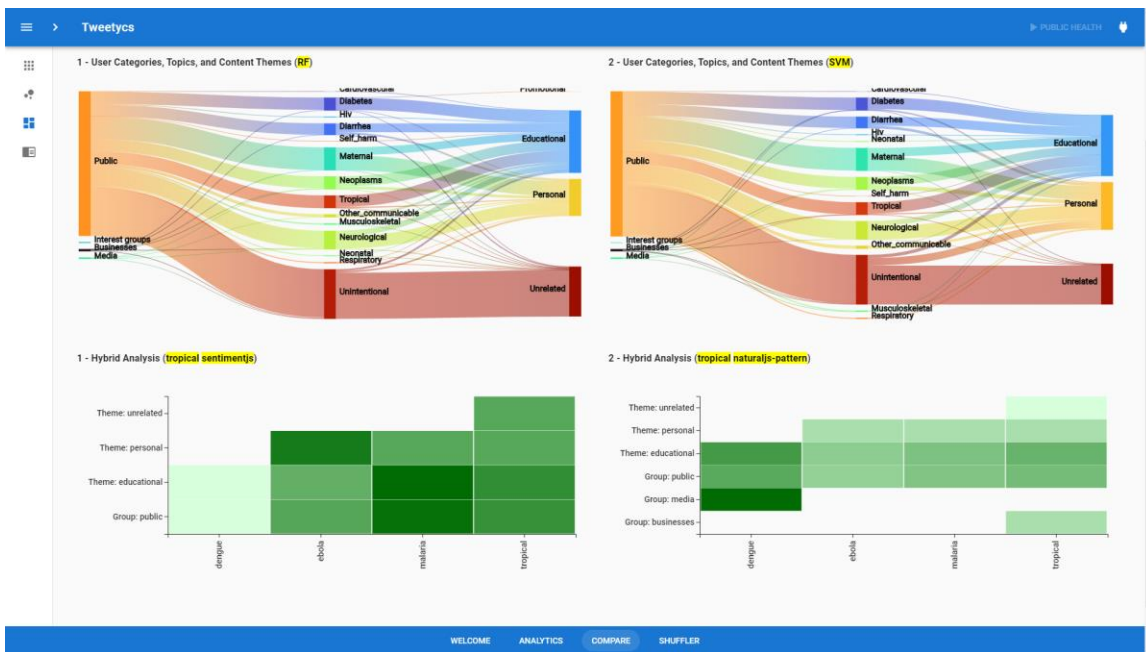 Tweetycs
PUBLIC HEALTH
1 - User Categories, Topics, and Content Themes (RF)
Cardiovascular
Promotional
Diabetes
Hiv
Diarrhea
Self_harm
Educational
Public
Maternal
Neoplasms
Personal
Tropical
Other_communicable
Musculoskeletal
Neurological
Interest groups
Businesses
Media
Neonatal
Respiratory
Unintentional
Unrelated
2 - User Categories, Topics, and Content Themes (SVM)
Cardiovascular
Diabetes
Diarrhea
Hiv
Neonatal
Educational
Public
Maternal
Neoplasms
Self_harm
Personal
Tropical
Neurological
Interest groups
Businesses
Media
Other_communicable
Unintentional
Unrelated
Musculoskeletal
Respiratory
1 - Hybrid Analysis (tropical sentimentjs)
Theme: unrelated
Theme: personal
Theme: educational
Group: public
dengue
ebola
malaria
tropical
2 - Hybrid Analysis (tropical naturaljs-pattern)
Theme: unrelated
Theme: personal
Theme: educational
Group: public
Group: media
Group: businesses
dengue
ebola
malaria
tropical
WELCOME ANALYTICS COMPARE SHUFFLER